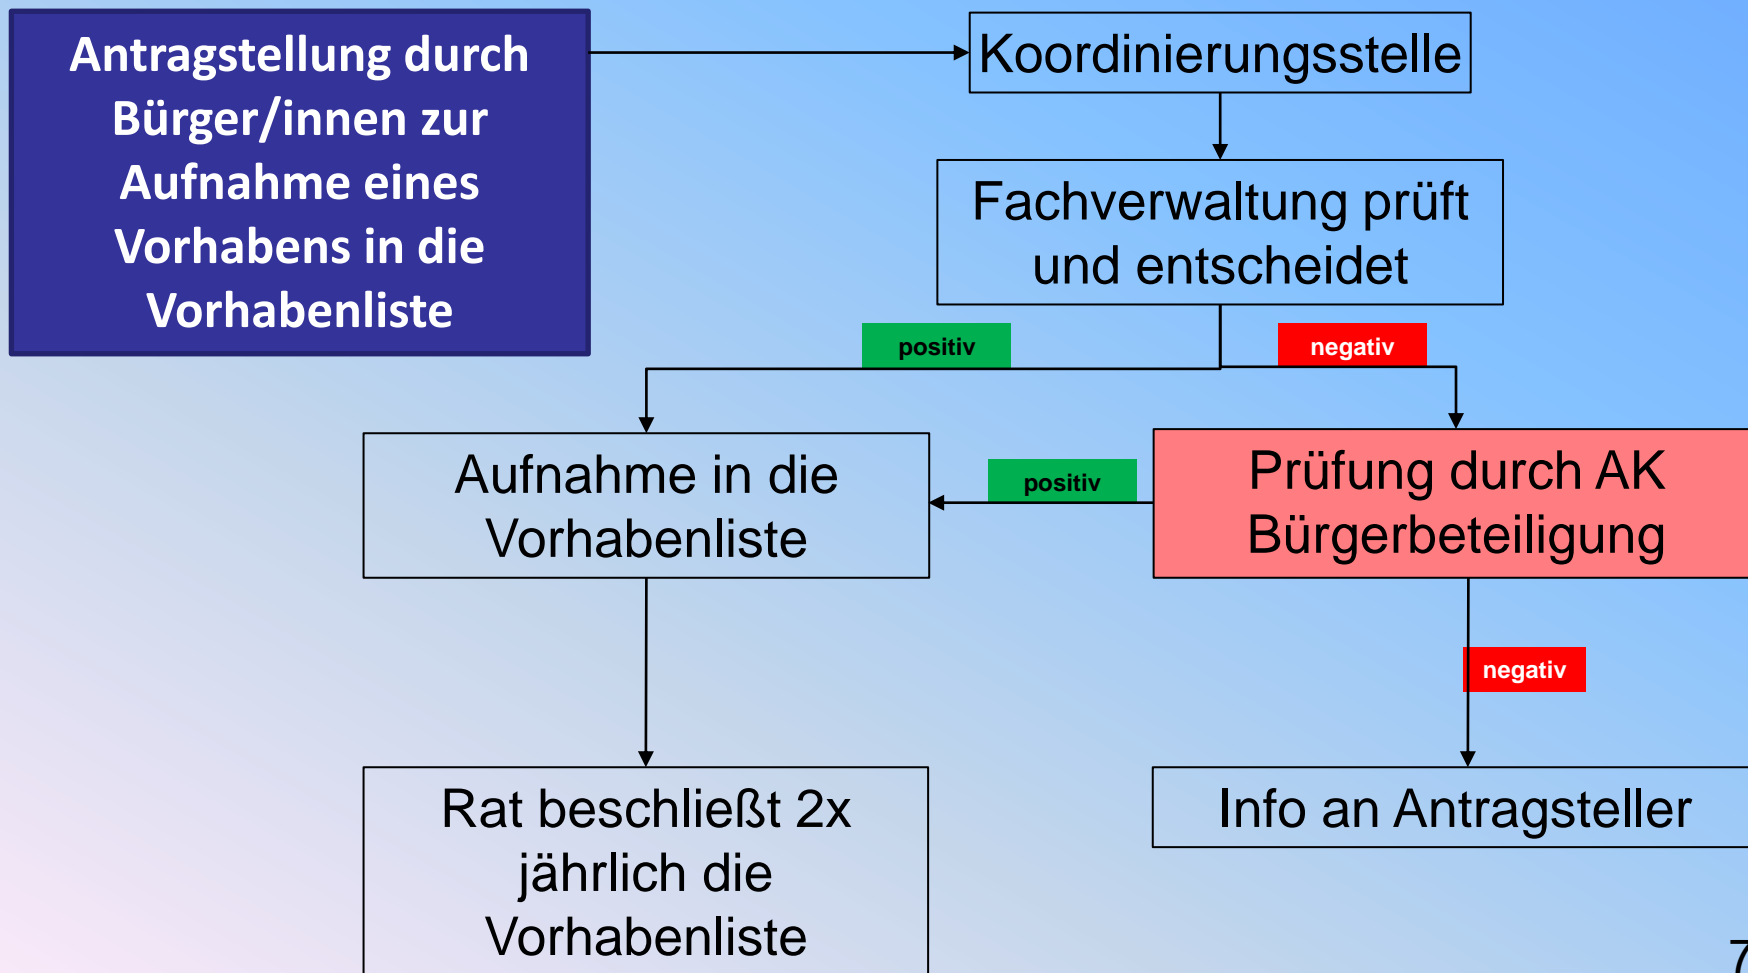 Antragstellung durch
Bürger/innen zur
Aufnahme eines
Vorhabens in die
Vorhabenliste
Koordinierungsstelle
Fachverwaltung prüft
und entscheidet
positiv
negativ
Aufnahme in die
Vorhabenliste
positiv
Prüfung durch AK
Bürgerbeteiligung
negativ
Rat beschließt 2x
jährlich die
Vorhabenliste
Info an Antragsteller
7